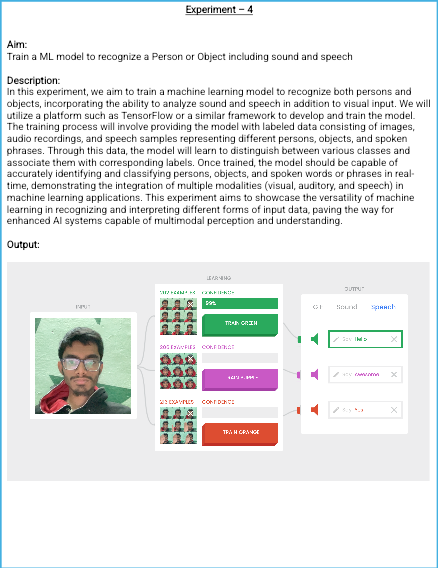 Experiment – 4
Aim:
Train a ML model to recognize a Person or Object including sound and speech
Description:
In this experiment, we aim to train a machine learning model to recognize both persons and
objects, incorporating the ability to analyze sound and speech in addition to visual input. We will
utilize a platform such as TensorFlow or a similar framework to develop and train the model.
The training process will involve providing the model with labeled data consisting of images,
audio recordings, and speech samples representing different persons, objects, and spoken
phrases. Through this data, the model will learn to distinguish between various classes and
associate them with corresponding labels. Once trained, the model should be capable of
accurately identifying and classifying persons, objects, and spoken words or phrases in real-
time, demonstrating the integration of multiple modalities (visual, auditory, and speech) in
machine learning applications. This experiment aims to showcase the versatility of machine
learning in recognizing and interpreting different forms of input data, paving the way for
enhanced AI systems capable of multimodal perception and understanding.
Output:
LEARNING
INPUT
OUTPUT
EXAMPLES CONFIDENCE
99%
TRAIN GREEN
EXAMPLES CONFIDENCE
TRAIN PURPLE
EXAMPLES CONFIDENCE
TRAIN ORANGE
Sound Speech
Hello
Awesome